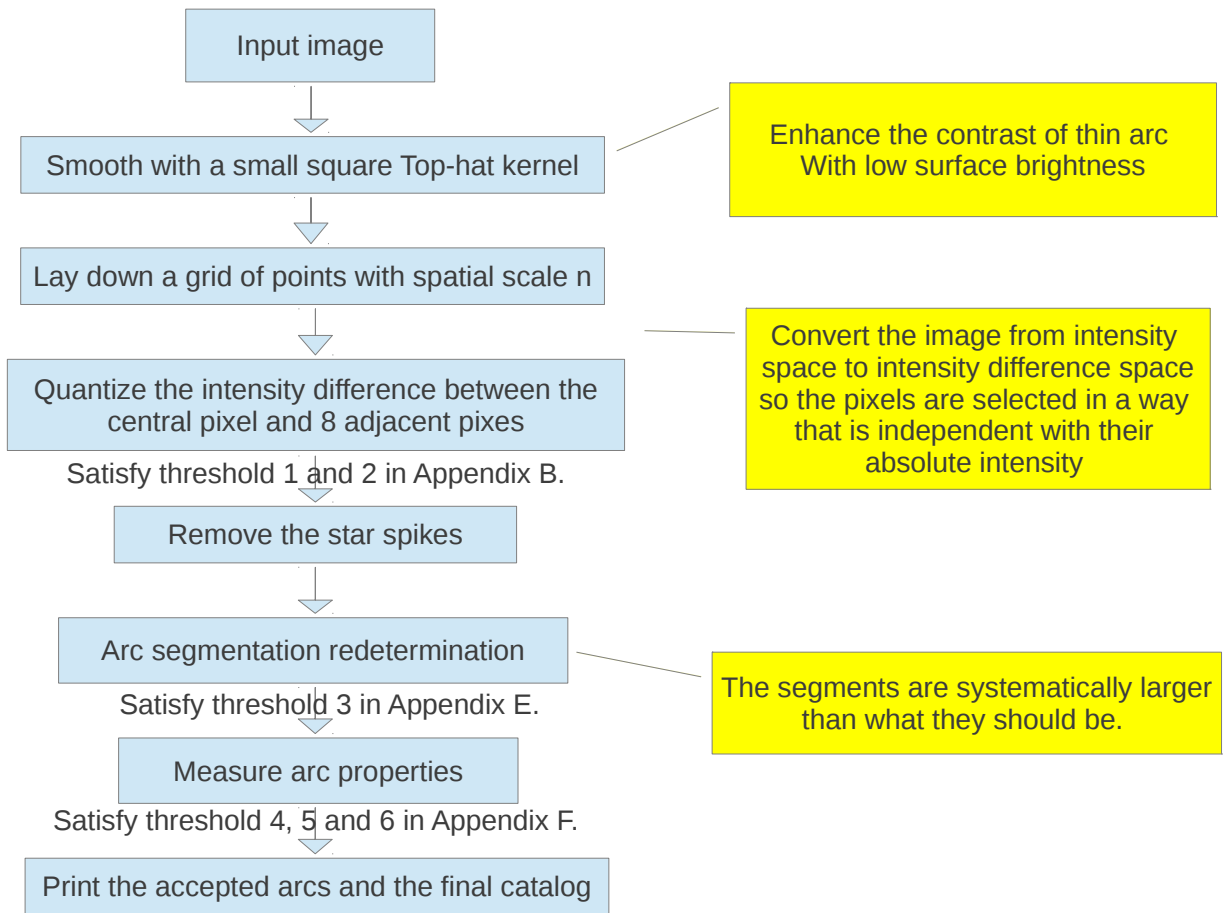 Input image
Smooth with a small square Top-hat kernel
Enhance the contrast of thin arc
With low surface brightness
Lay down a grid of points with spatial scale n
Convert the image from intensity
space to intensity difference space
so the pixels are selected in a way
that is independent with their
absolute intensity
Quantize the intensity difference between the
central pixel and 8 adjacent pixes
Satisfy threshold 1 and 2 in Appendix B.
Remove the star spikes
Arc segmentation redetermination
The segments are systematically larger
than what they should be.
Satisfy threshold 3 in Appendix E.
Measure arc properties
Satisfy threshold 4, 5 and 6 in Appendix F.
Print the accepted arcs and the final catalog